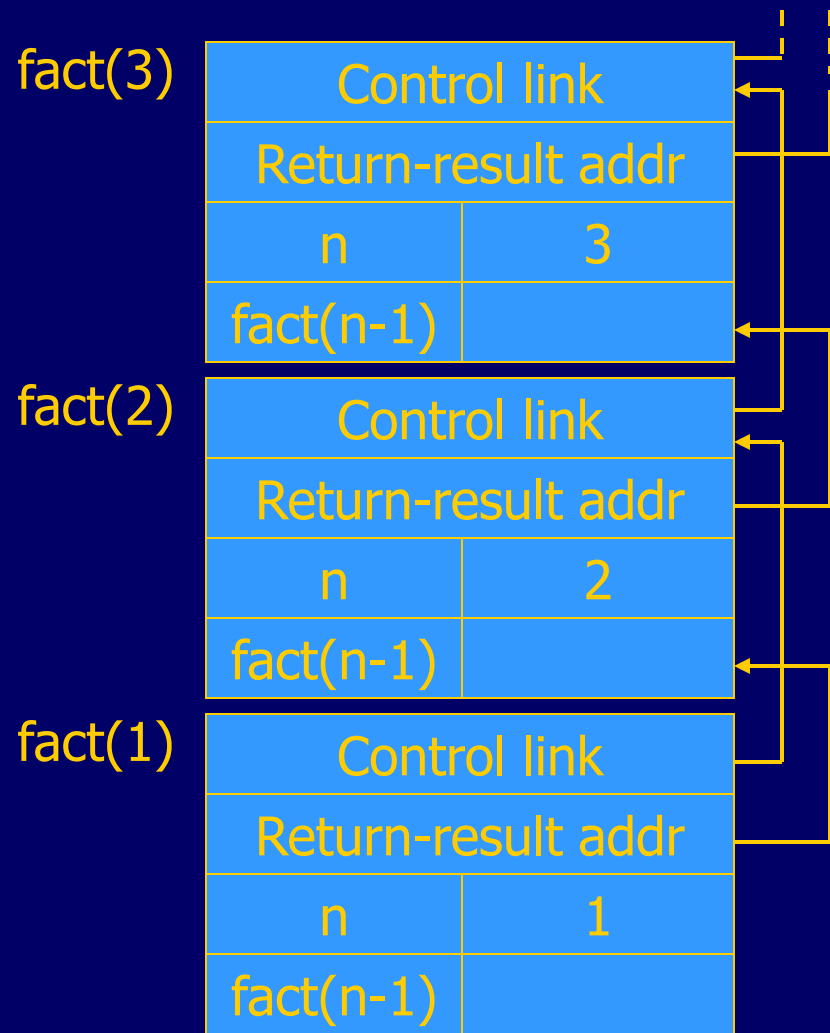 fact(3)
Control link
Return-result addr
n 3
fact(n-1)
fact(2)
Control link
Return-result addr
n 2
fact(n-1)
fact(1)
Control link
Return-result addr
n 1
fact(n-1)